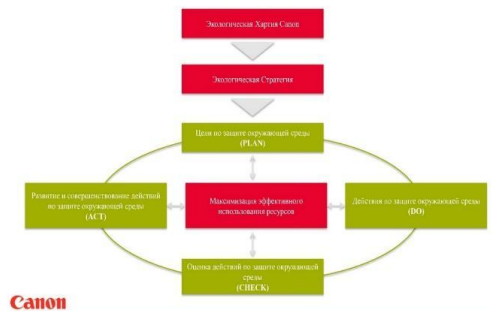 Экологическая Хартия Canon
Экологическая Стратегия
Цели по защите окружающей среды
(PLAN)
Развитие и совершенствование действий
по защите окружающей среды
(ACT)
Максимизация эффективного
использования ресурсов
Действия по защите окружающей среды
(DO)
Оценка действий по защите окружающей
среды
(CHECK)
Canon